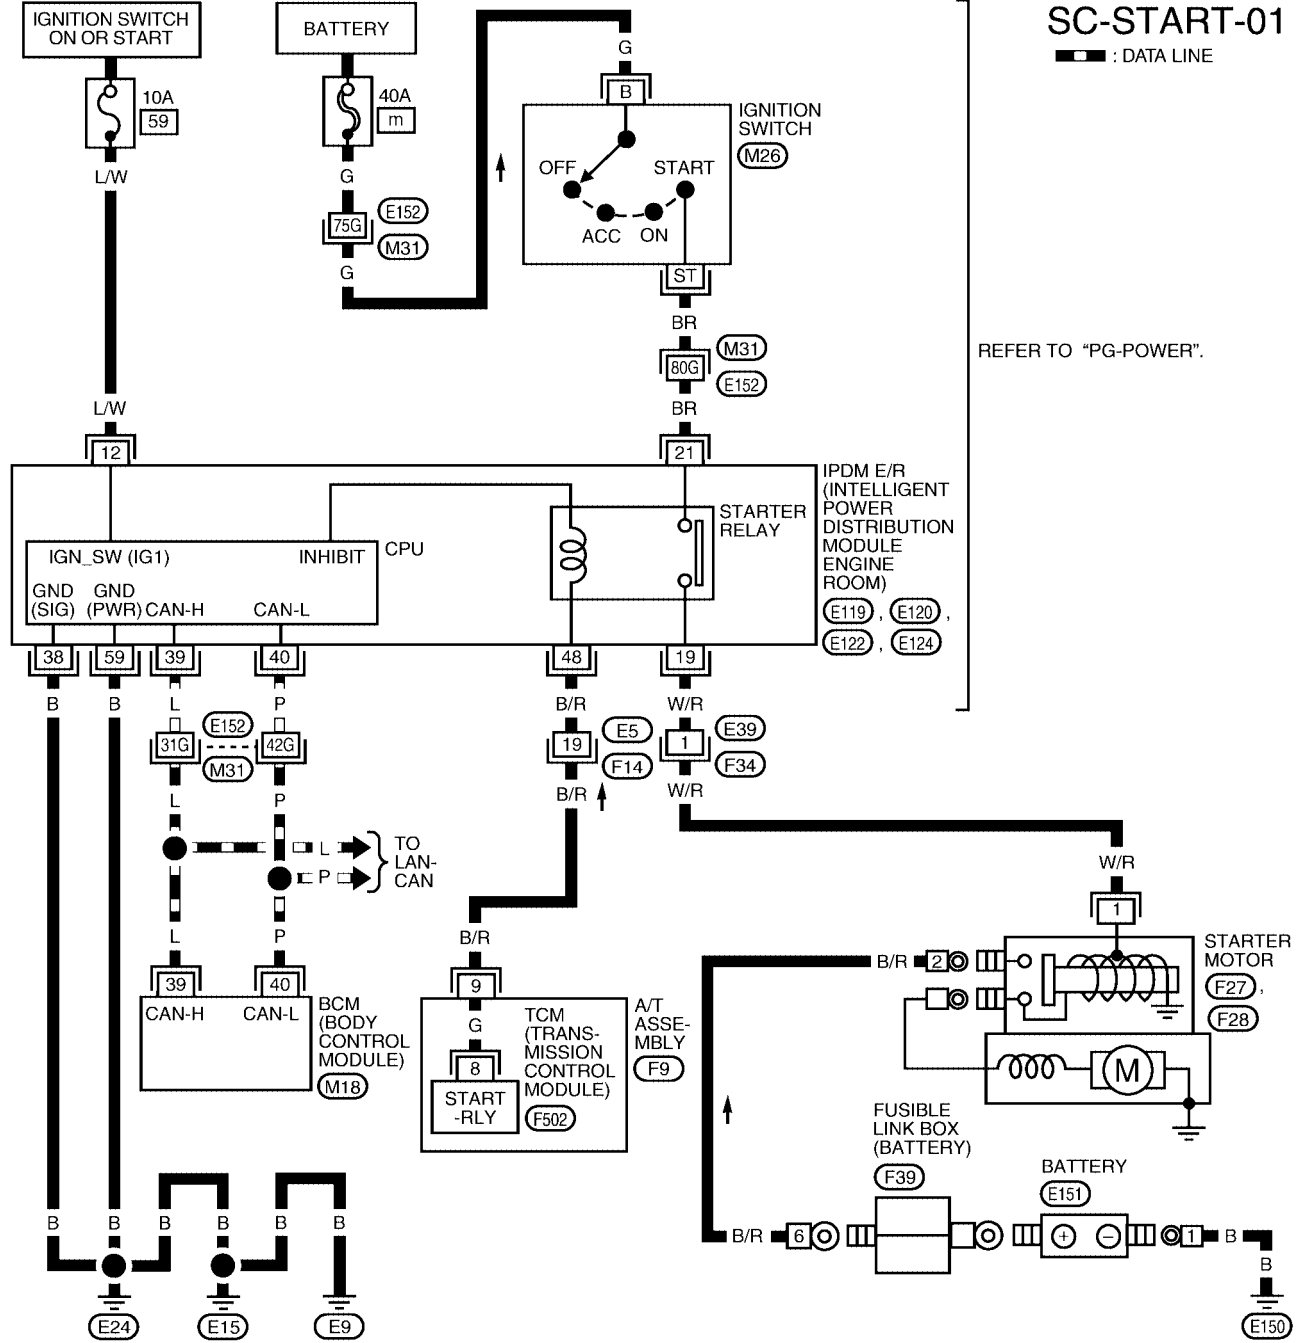 SC-START-01
: DATA LINE
IGNITION SWITCH
ON OR START
BATTERY
10A
59
40A
m
L/W
G
75G
E152
M31
G
G
B
IGNITION
SWITCH
M26
OFF
START
ACC
ON
ST
BR
M31
80G
E152
BR
REFER TO “PG-POWER”.
L/W
12
21
IPDM E/R
(INTELLIGENT
POWER
DISTRIBUTION
MODULE
ENGINE
ROOM)
E119 , E120 ,
E122 , E124
STARTER
RELAY
CPU
IGN_SW (IG1)
INHIBIT
GND
(SIG)
GND
(PWR)
CAN-H
CAN-L
38
59
39
40
48
19
B
B
L
P
B/R
W/R
31G
E152
42G
M31
19
E5
F14
1
E39
F34
L
P
B/R
W/R
L
P
TO
LAN-
CAN
L
P
39
40
CAN-H
CAN-L
BCM
(BODY
CONTROL
MODULE)
M18
B/R
9
G
8
START
-RLY
TCM
(TRANS-
MISSION
CONTROL
MODULE)
F502
A/T
ASSE-
MBLY
F9
W/R
1
B/R
2
STARTER
MOTOR
F27 ,
F28
M
FUSIBLE
LINK BOX
(BATTERY)
F39
BATTERY
E151
B/R
6
+
−
1
B
B
E150
B
B
B
B
B
B
E24
E15
E9